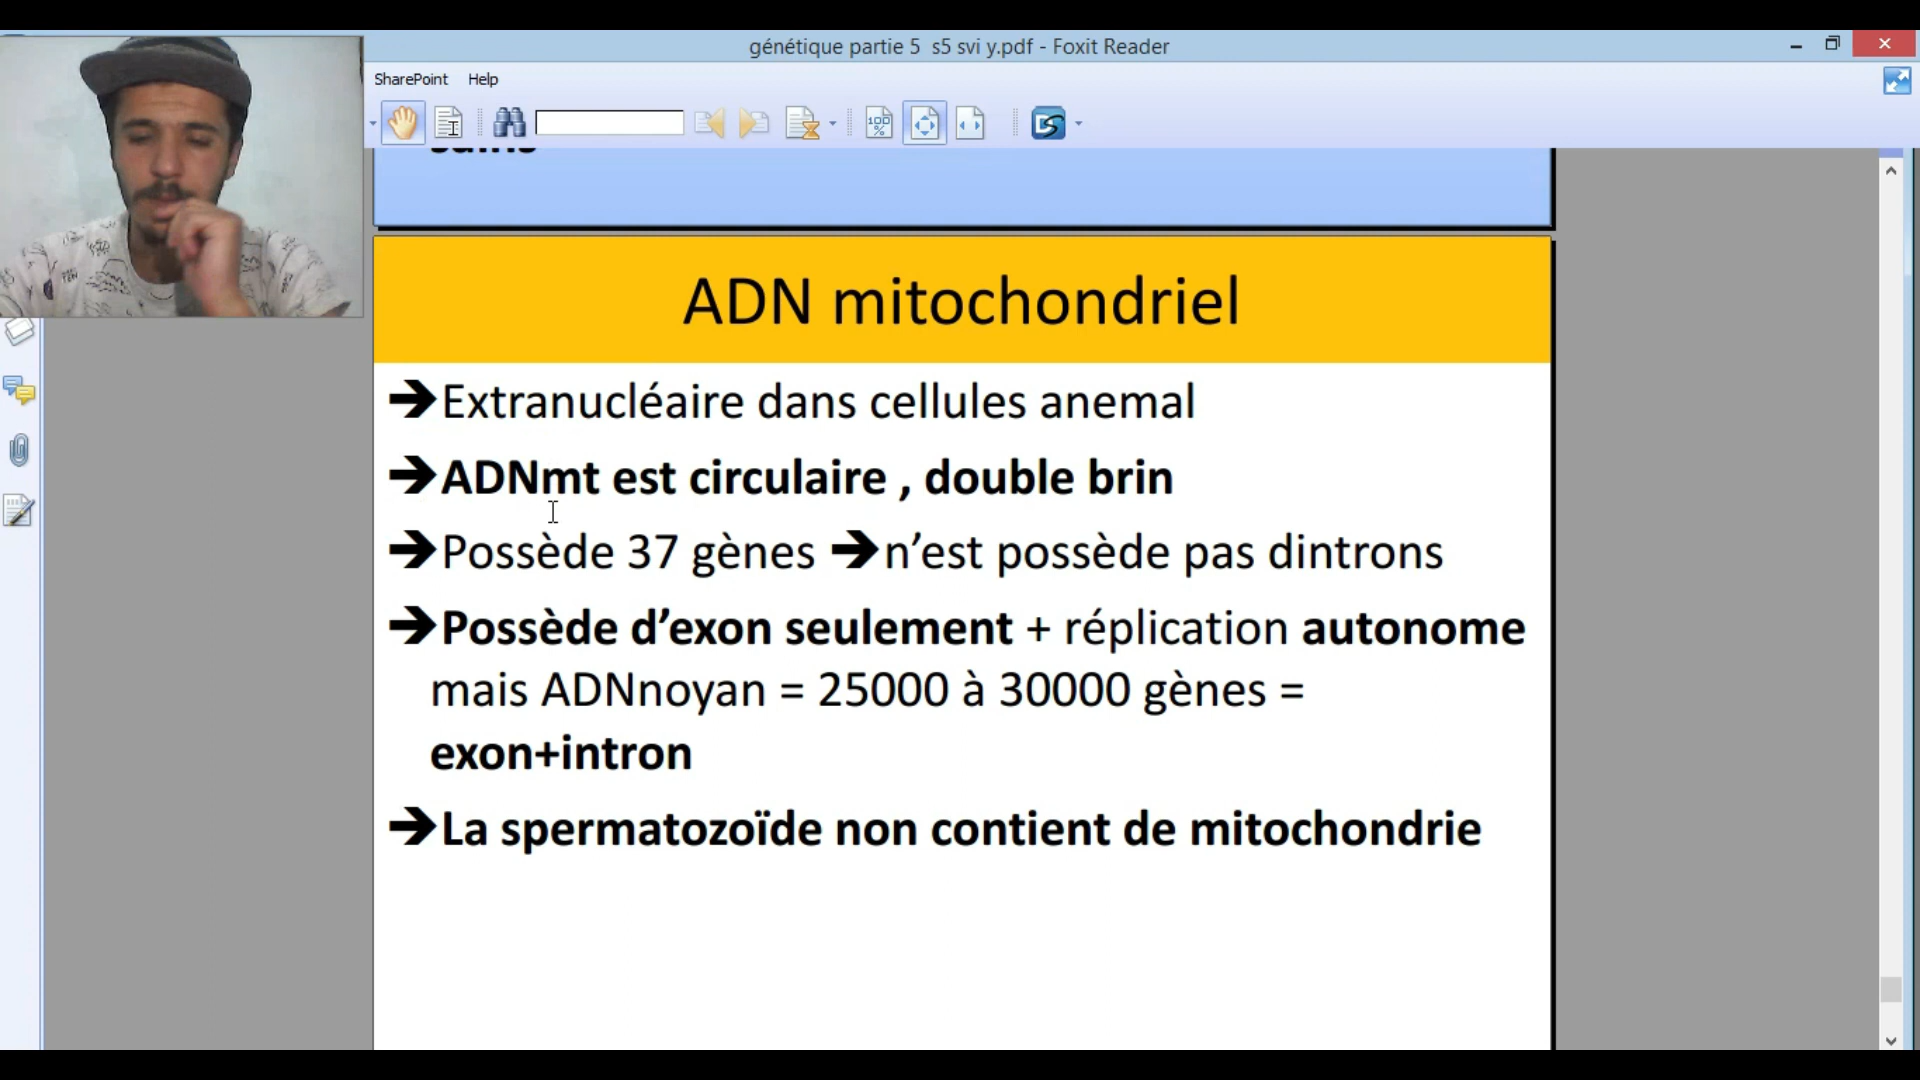 génétique partie 5 s5 svi y.pdf - Foxit Reader
SharePoint Help
ADN mitochondriel
➔Extranucléaire dans cellules anemal
➔ADNmt est circulaire , double brin
➔Possède 37 gènes ➔n’est possède pas dintrons
➔Possède d’exon seulement + réplication autonome
mais ADNnoyan = 25000 à 30000 gènes =
exon+intron
➔La spermatozoïde non contient de mitochondrie